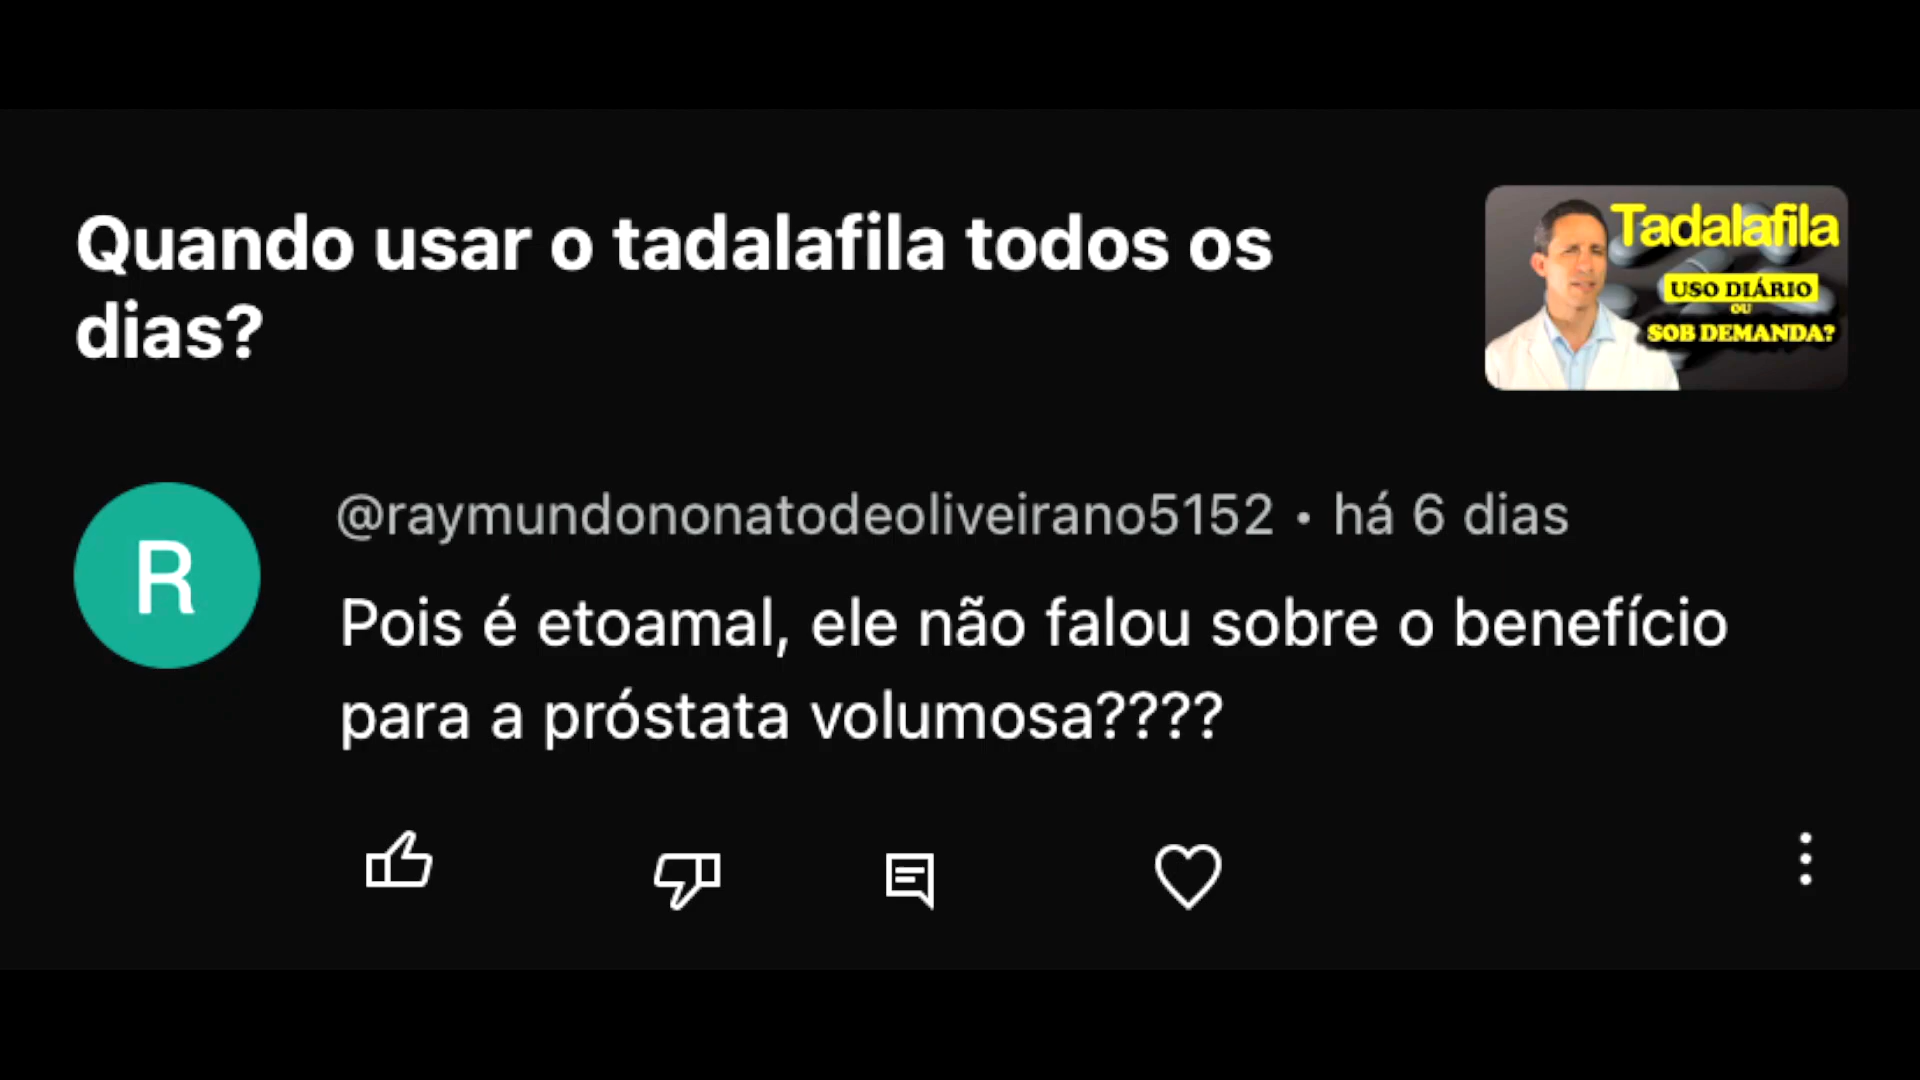 Quando usar o tadalafila todos os
dias?
Tadalafila
USO DIÁRIO
OU
SOB DEMANDA?
R
@raymundononatodeoliveirano5152 • há 6 dias
Pois é etoamal, ele não falou sobre o benefício
para a próstata volumosa????